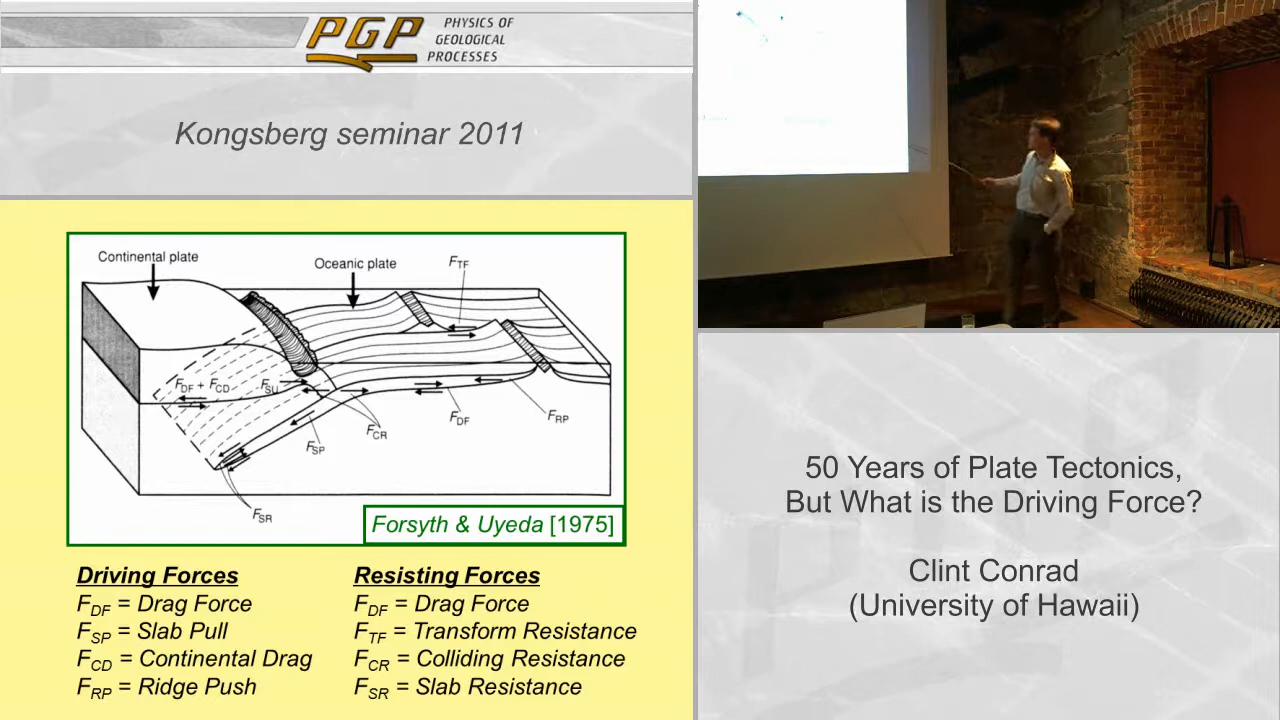 PGP
PHYSICS OF
GEOLOGICAL
PROCESSES
Kongsberg seminar 2011
Continental plate
Oceanic plate
FTF
FDF + FCD
FSU
FSP
FCR
FDF
FRP
FSR
Forsyth & Uyeda [1975]
Driving Forces
FDF = Drag Force
FSP = Slab Pull
FCD = Continental Drag
FRP = Ridge Push
Resisting Forces
FDF = Drag Force
FTF = Transform Resistance
FCR = Colliding Resistance
FSR = Slab Resistance
50 Years of Plate Tectonics,
But What is the Driving Force?
Clint Conrad
(University of Hawaii)